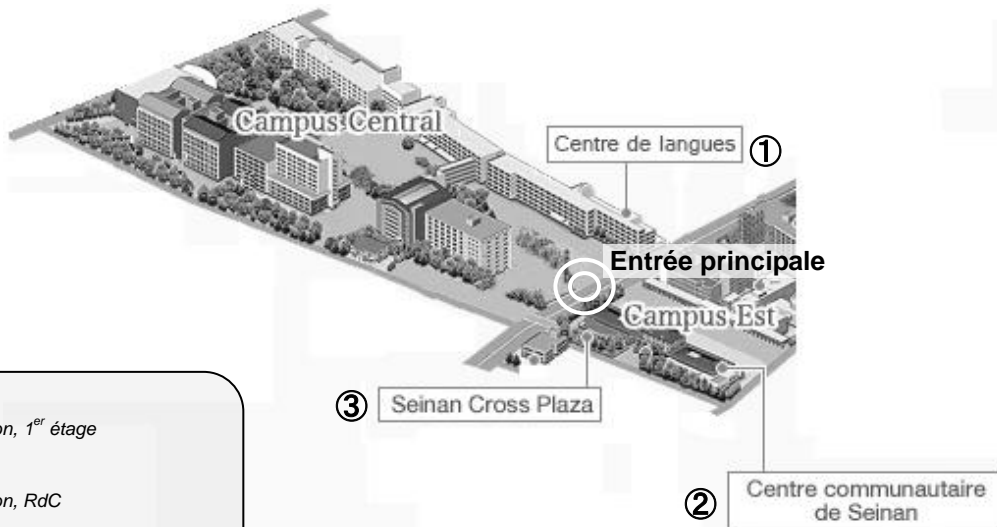 Campus Central
Centre de langues ①
Entrée principale
Campus Est
③ Seinan Cross Plaza
on, 1er étage
on, RdC
② Centre communautaire
de Seinan